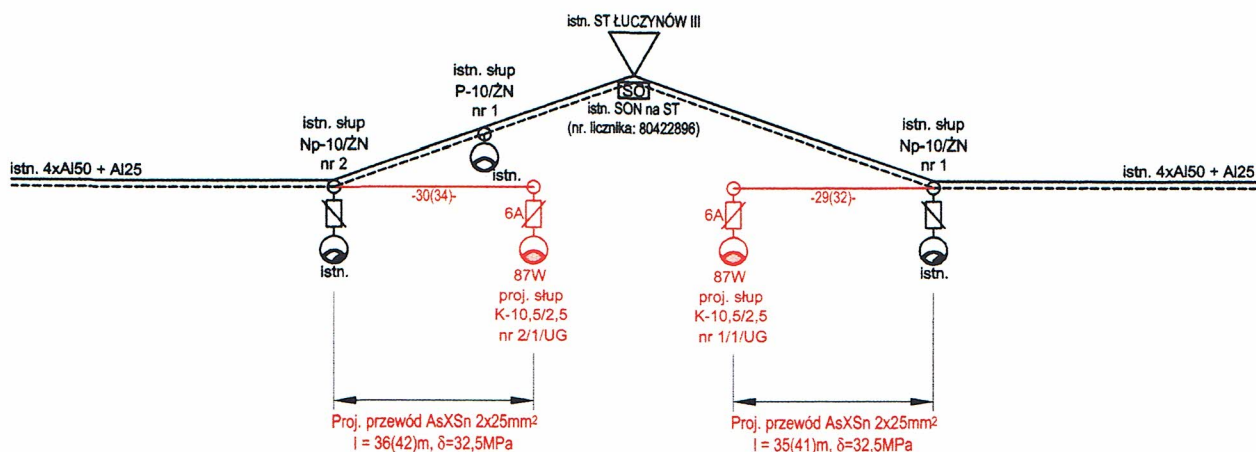 istn. ST ŁUCZYNÓW III
istn. słup
P-10/ŻN
nr 1
SO
istn. SON na ST
(nr. licznika: 80422896)
istn. słup
Np-10/ŻN
nr 2
istn. słup
Np-10/ŻN
nr 1
istn. 4xAl50 + Al25
istn. 4xAl50 + Al25
istn.
-30(34)-
-29(32)-
6A
6A
istn.
istn.
87W
proj. słup
K-10,5/2,5
nr 2/1/UG
87W
proj. słup
K-10,5/2,5
nr 1/1/UG
Proj. przewód AsXSn 2x25mm²
l = 36(42)m, δ=32,5MPa
Proj. przewód AsXSn 2x25mm²
l = 35(41)m, δ=32,5MPa